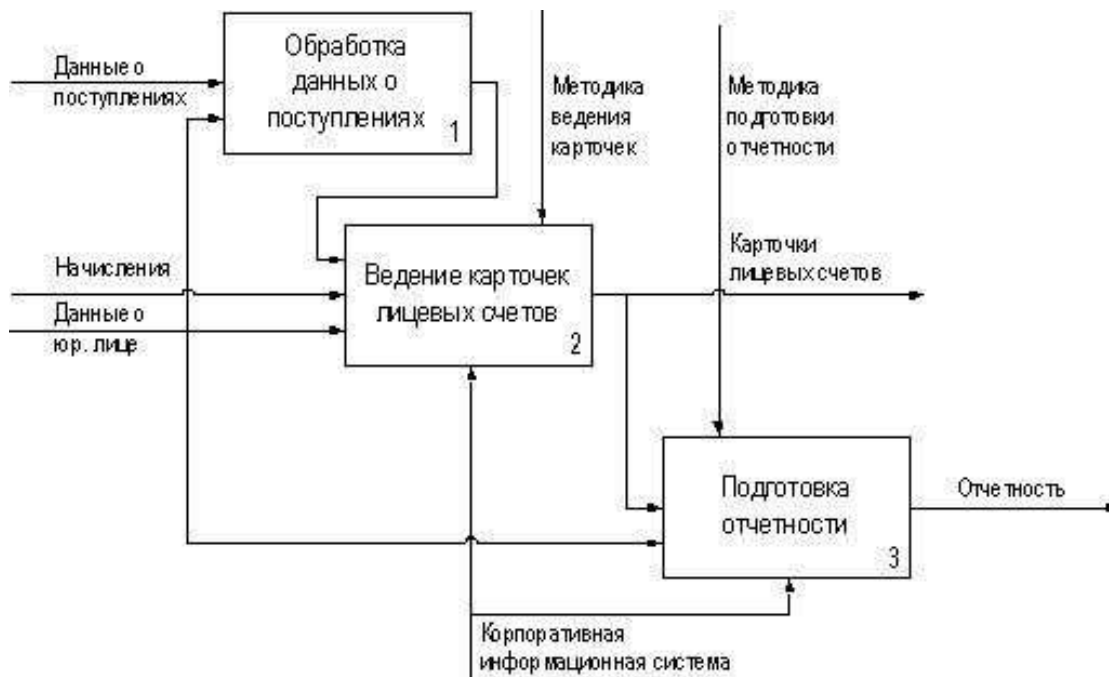 Обработка
данных о
поступлениях
1
Данные о
поступлениях
Методика
ведения
карточек
Методика
подготовки
отчетности
Начисления
Данные о
юр. лице
Ведение карточек
лицевых счетов
2
Карточки
лицевых счетов
Подготовка
отчетности
3
Отчетность
Корпоративная
информационная система